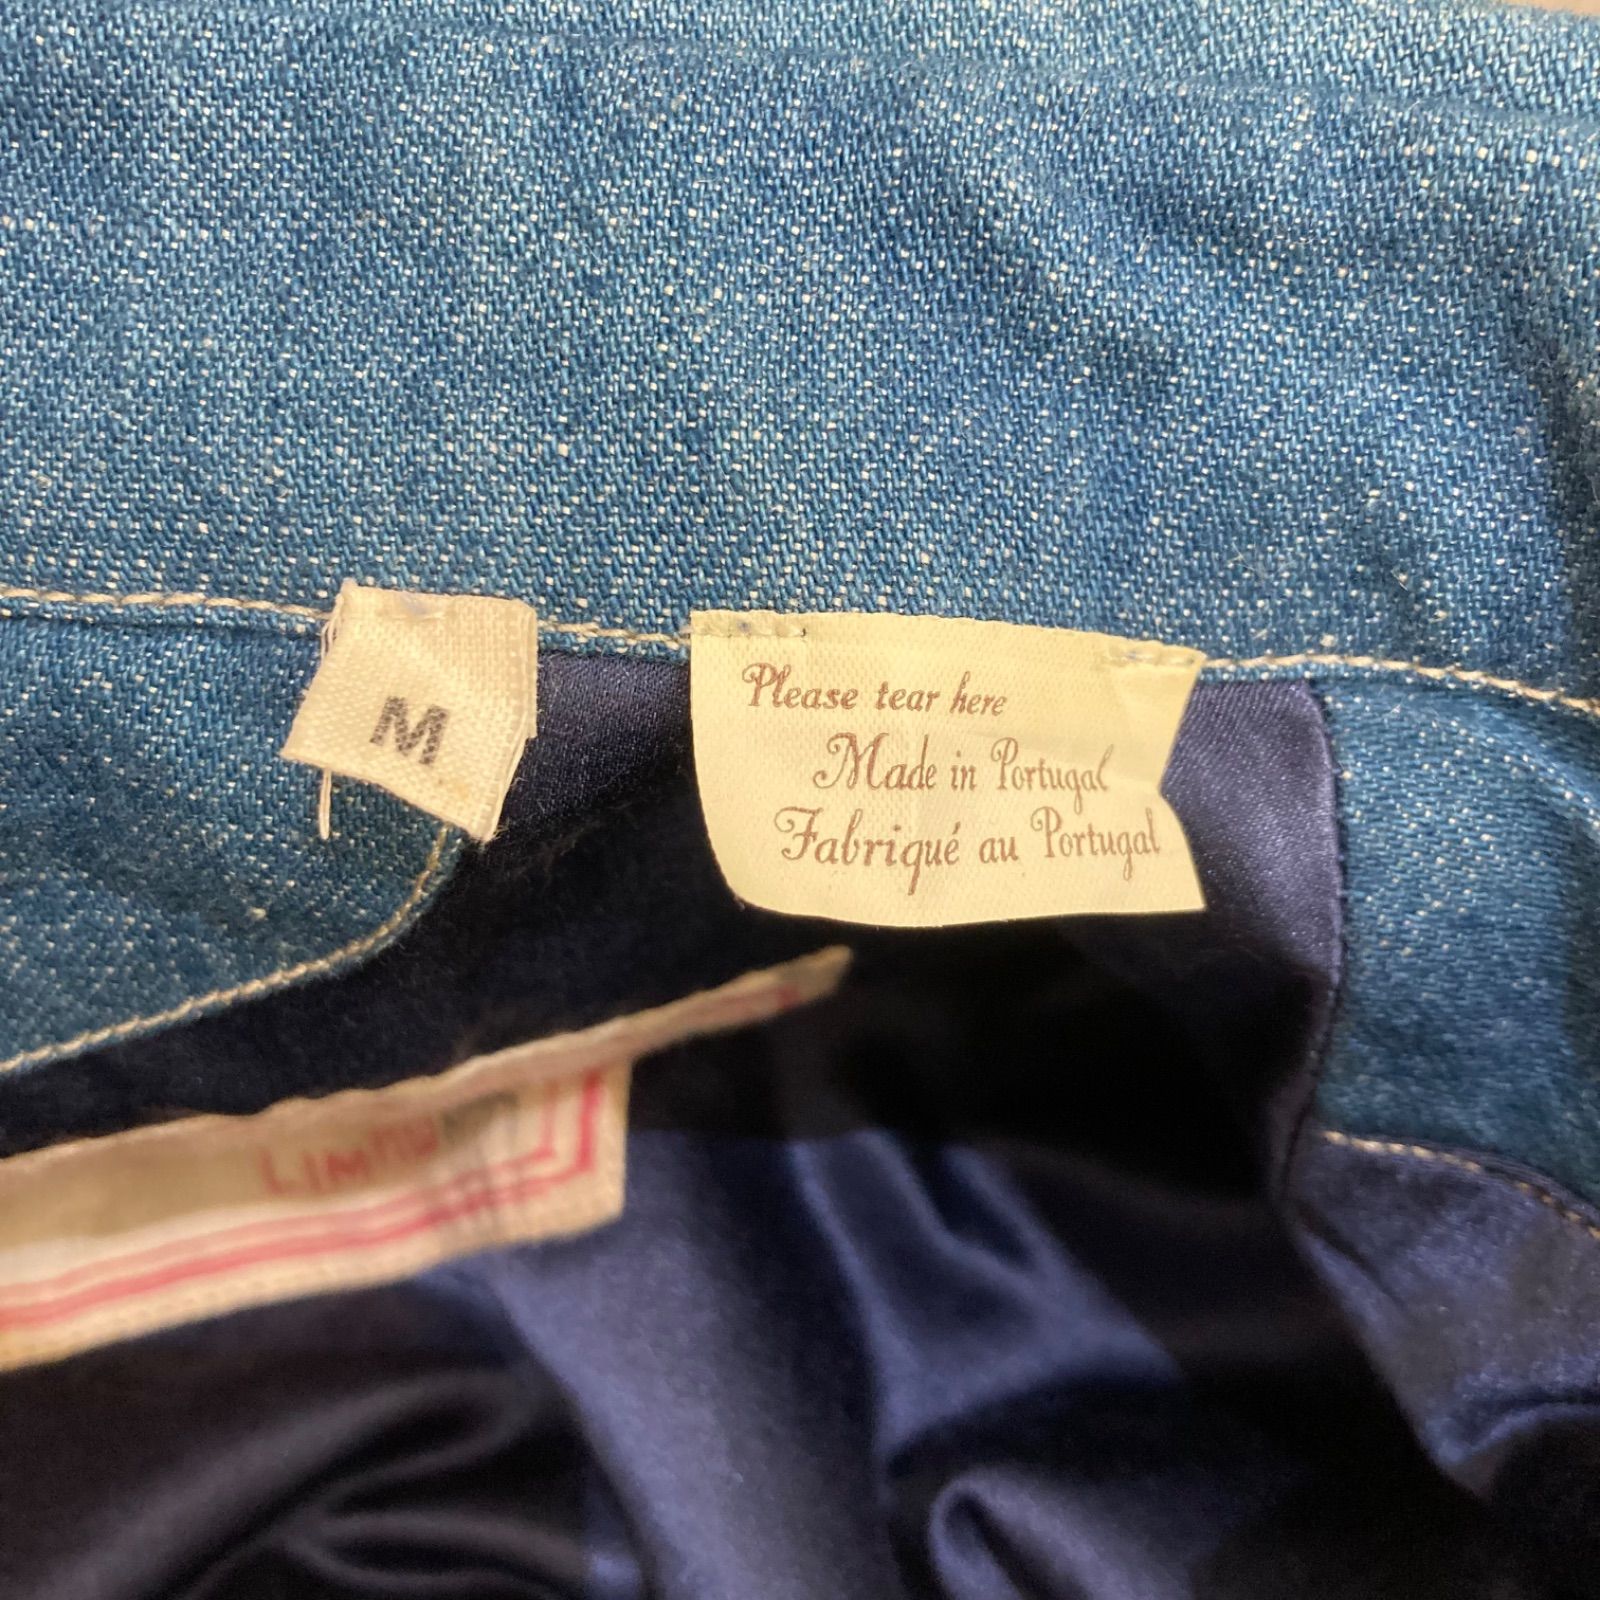 M
Please tear here
Made in Portugal
Fabriqué au Portugal